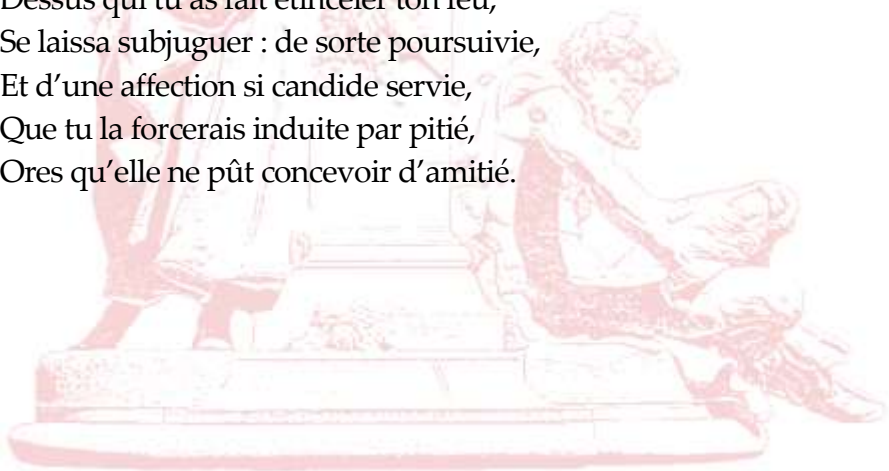 Dessus qui tu as fait étinceler ton feu,
Se laissa subjuguer : de sorte poursuivie,
Et d’une affection si candide servie,
Que tu la forcerais induite par pitié,
Ores qu’elle ne pût concevoir d’amitié.